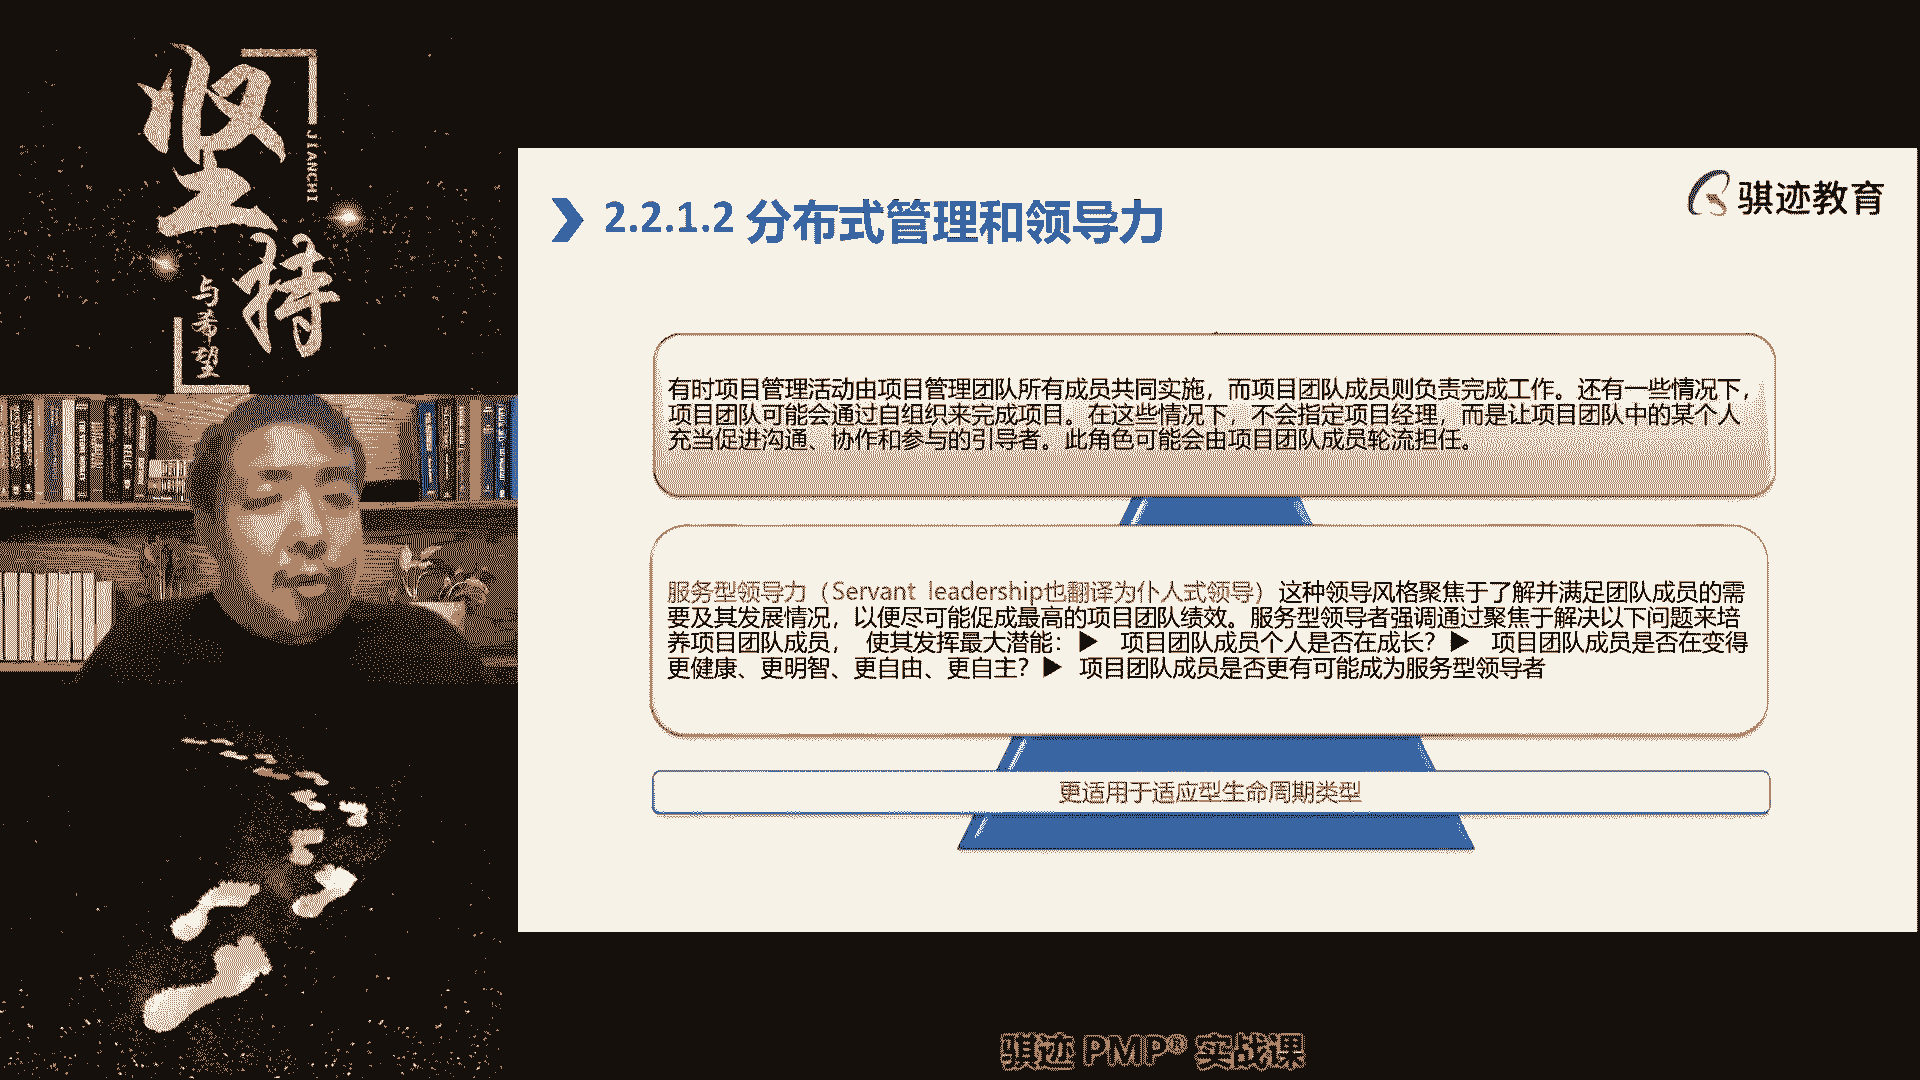 坚持
JIANCHI
与希望
骐迹教育
2.2.1.2 分布式管理和领导力
有时项目管理活动由项目管理团队所有成员共同实施，而项目团队成员则负责完成工作。还有一些情况下，
项目团队可能会通过自组织来完成项目。在这些情况下，不会指定项目经理，而是让项目团队中的某个人
充当促进沟通、协作和参与的引导者。此角色可能会由项目团队成员轮流担任。
服务型领导力（Servant leadership也翻译为仆人式领导）这种领导风格聚焦于了解并满足团队成员的需
要及其发展情况，以便尽可能促成最高的项目团队绩效。服务型领导者强调通过聚焦于解决以下问题来培
养项目团队成员， 使其发挥最大潜能：▶ 项目团队成员个人是否在成长？▶ 项目团队成员是否在变得
更健康、更明智、更自由、更自主？▶ 项目团队成员是否更有可能成为服务型领导者
更适用于适应型生命周期类型
骐迹 PMP® 实战课